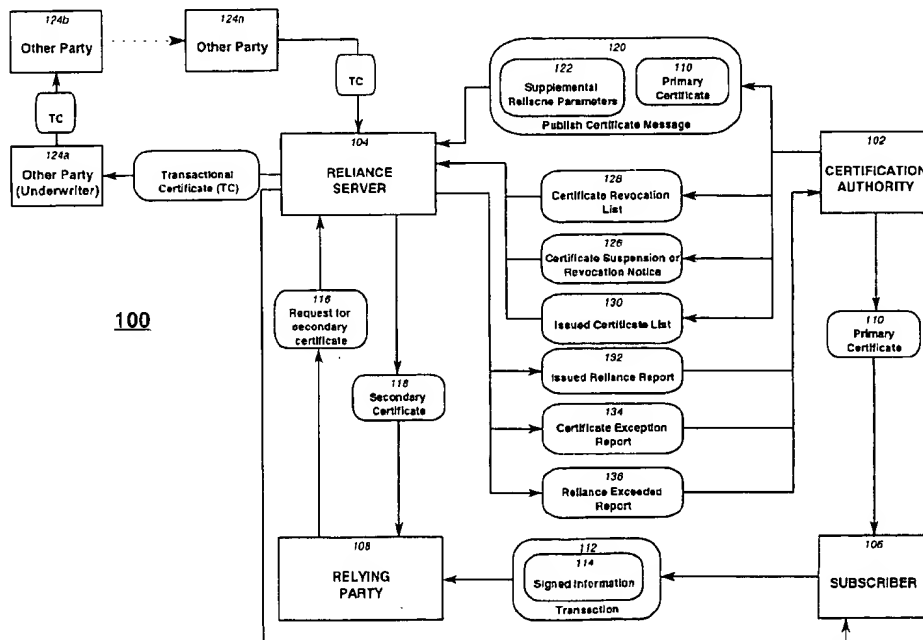 124b
Other Party
124n
Other Party
TC
TC
124a
Other Party
(Underwriter)
Transactional
Certificate (TC)
104
RELIANCE
SERVER
120
122
Supplemental
Reliacne Parameters
110
Primary
Certificate
Publish Certificate Message
102
CERTIFICATION
AUTHORITY
128
Certificate Revocation
List
126
Certificate Suspension or
Revocation Notice
130
Issued Certificate List
132
Issued Reliance Report
134
Certificate Exception
Report
136
Reliance Exceeded
Report
100
116
Request for
secondary
certificate
118
Secondary
Certificate
110
Primary
Certificate
108
RELYING
PARTY
112
114
Signed Information
Transaction
106
SUBSCRIBER